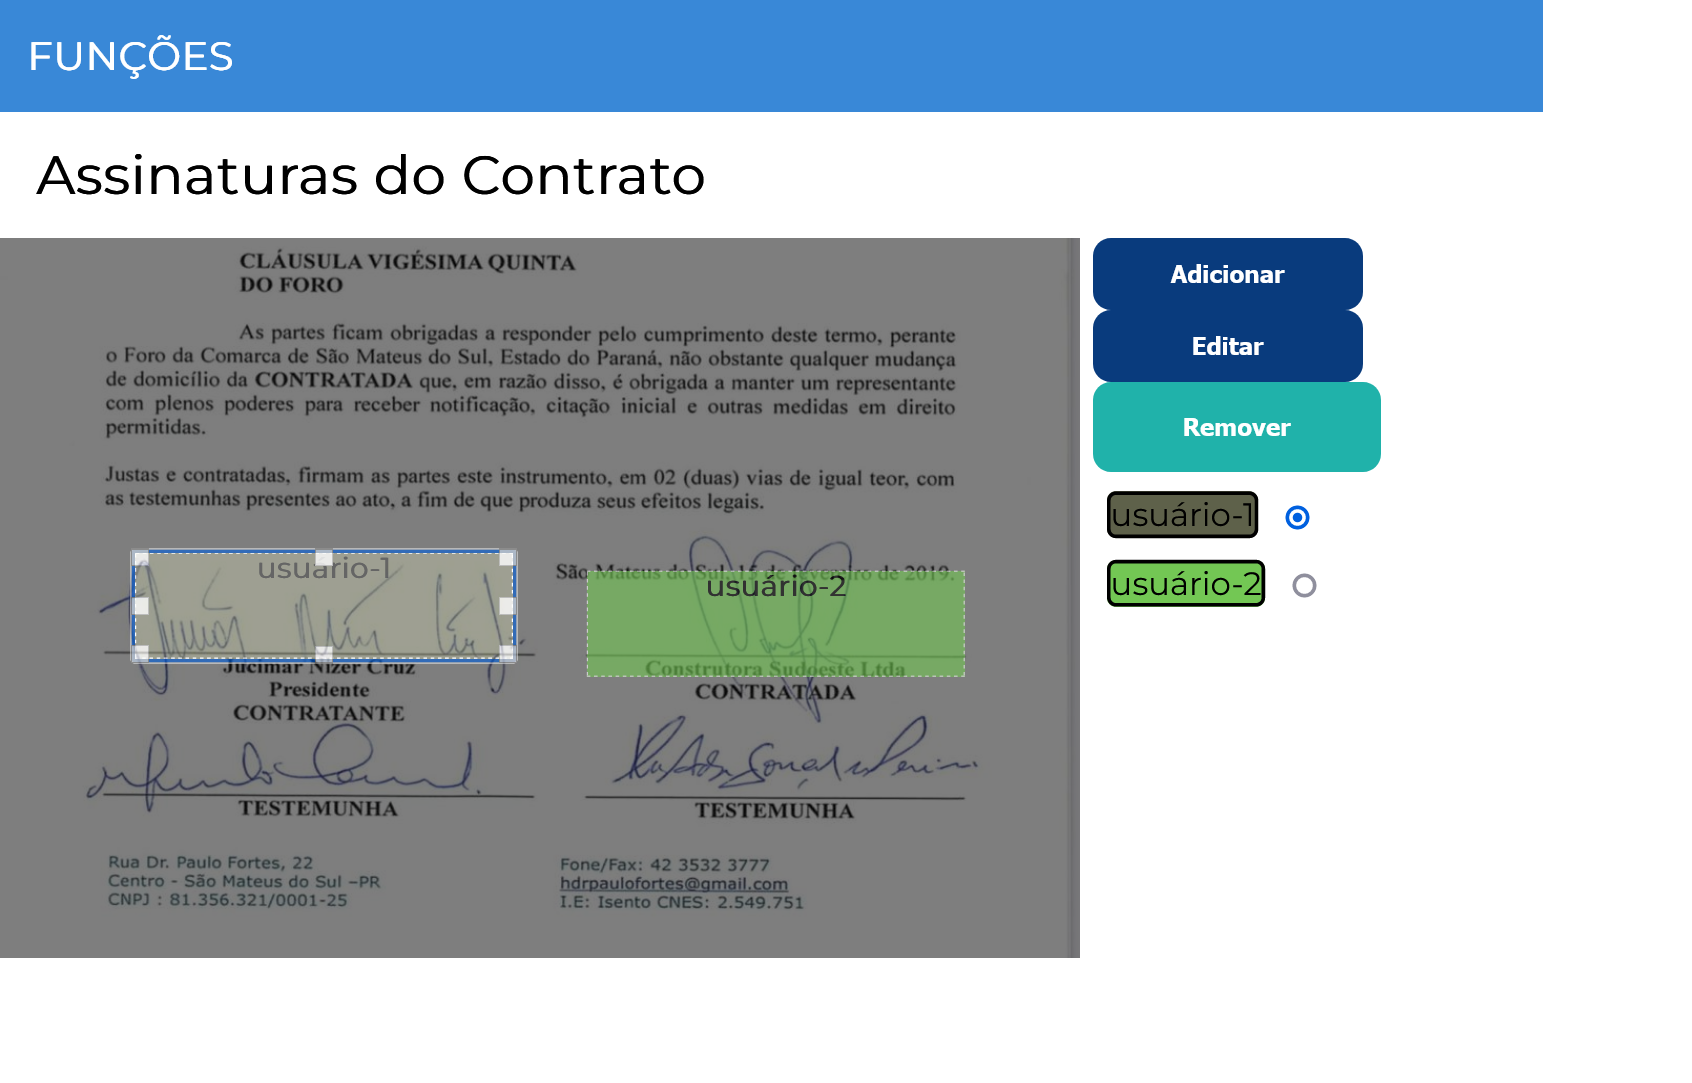 FUNÇÕES
Assinaturas do Contrato
CLÁUSULA VIGÉSIMA QUINTA
DO FORO
As partes ficam obrigadas a responder pelo cumprimento deste termo, perante
o Foro da Comarca de São Mateus do Sul, Estado do Paraná, não obstante qualquer mudança
de domicílio da CONTRATADA que, em razão disso, é obrigada a manter um representante
com plenos poderes para receber notificação, citação inicial e outras medidas em direito
permitidas.
Justas e contratadas, firmam as partes este instrumento, em 02 (duas) vias de igual teor, com
as testemunhas presentes ao ato, a fim de que produza seus efeitos legais.
São Mateus do Sul, 15 de fevereiro de 2019.
usuário-1
usuário-2
Jucimar Nizer Cruz
Presidente
CONTRATANTE
Construtora Sudoeste Ltda
CONTRATADA
TESTEMUNHA
TESTEMUNHA
Rua Dr. Paulo Fortes, 22
Centro - São Mateus do Sul –PR
CNPJ : 81.356.321/0001-25
Fone/Fax: 42 3532 3777
hdrpaulofortes@gmail.com
I.E: Isento CNES: 2.549.751
Adicionar
Editar
Remover
usuário-1
usuário-2